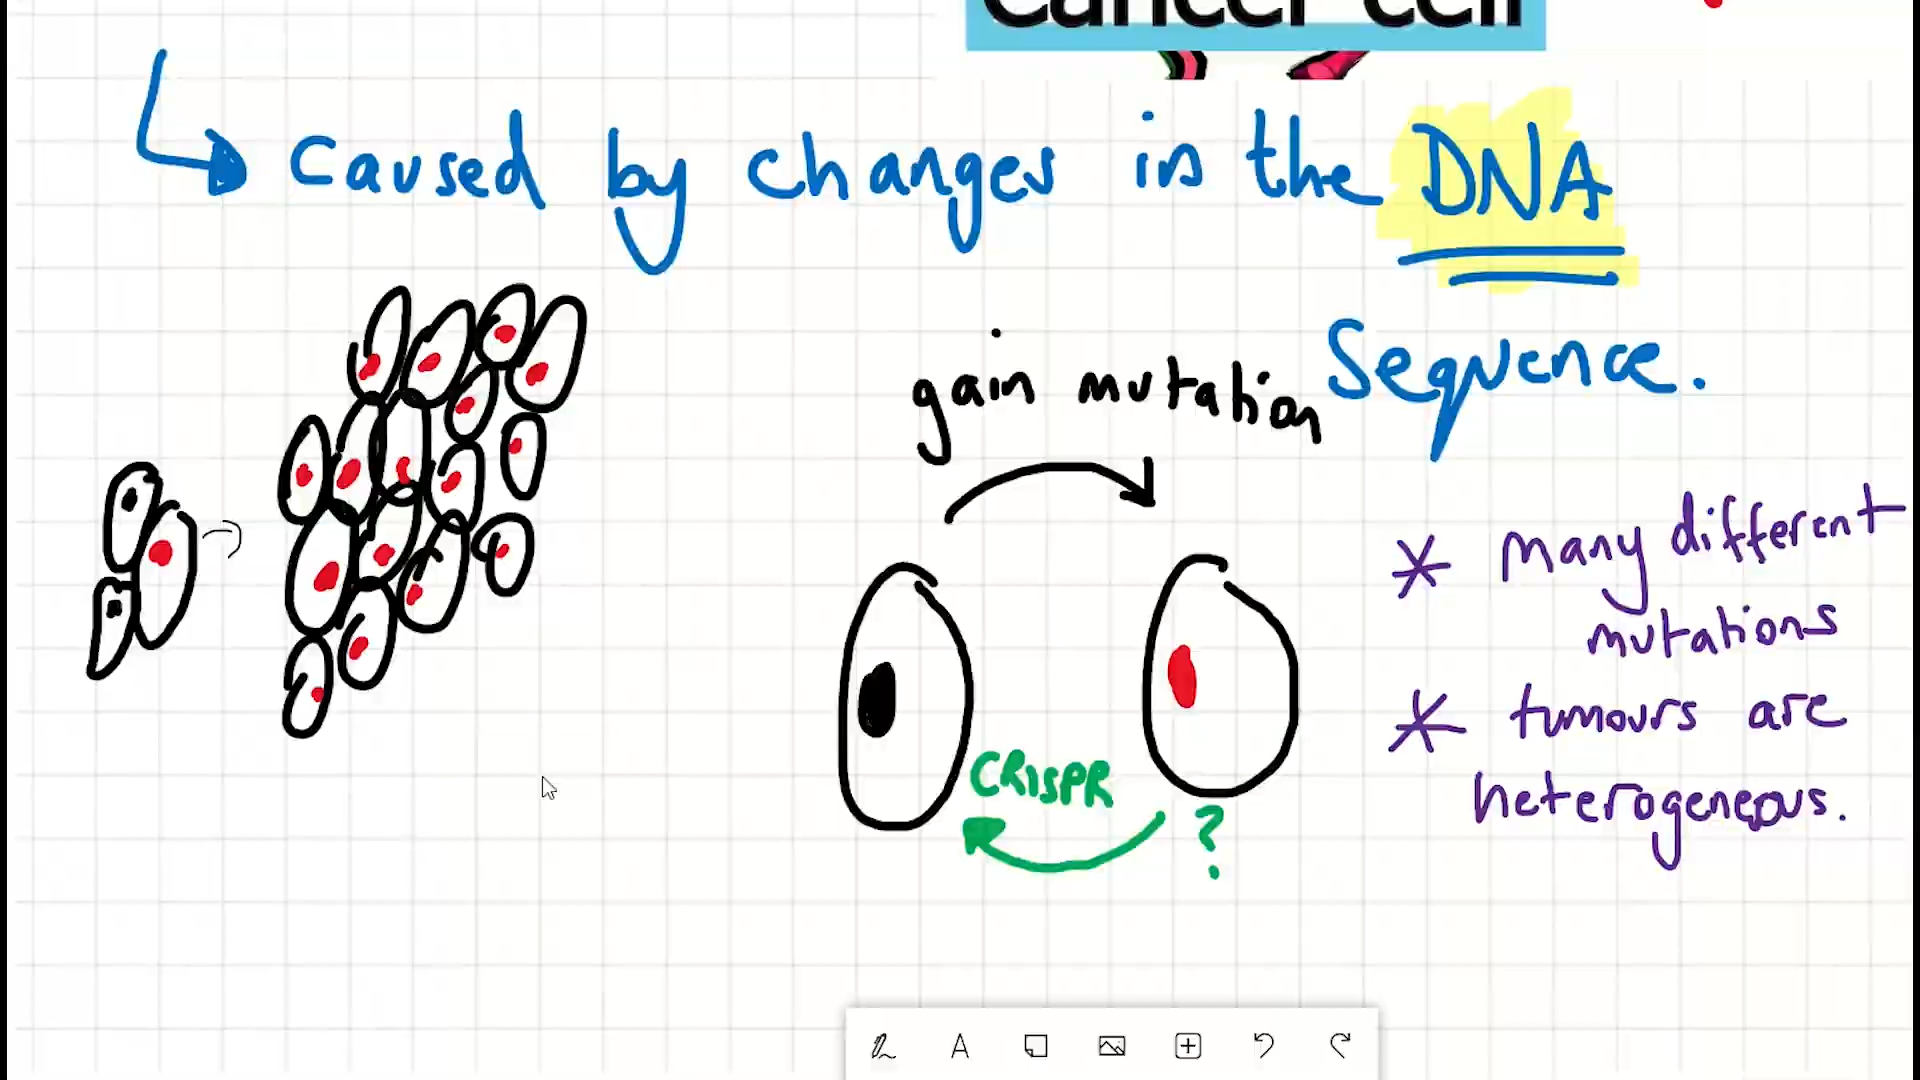 Cancer cell
Caused by changes in the DNA
Sequence.
gain mutation
* many different
mutations
* tumours are
heterogeneous.
CRISPR
?
A